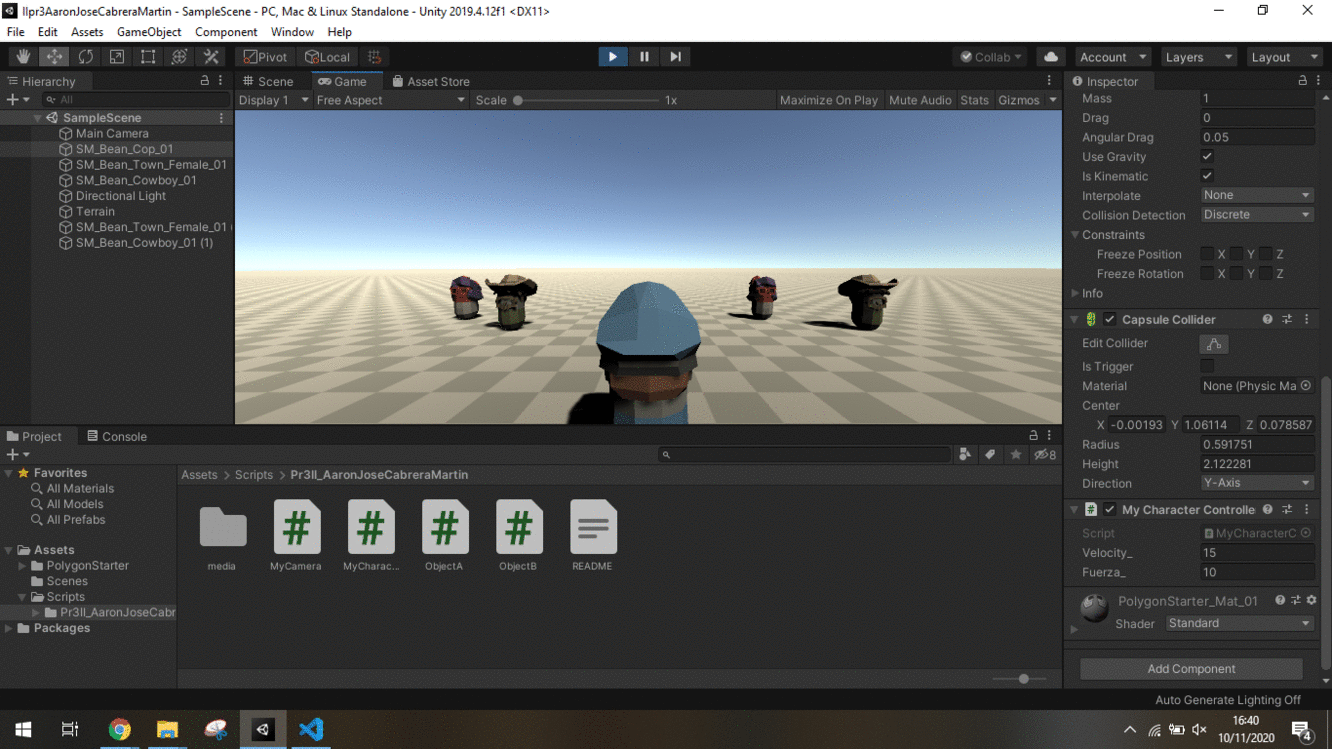 IIpr3AaronJoseCabreraMartin - SampleScene - PC, Mac & Linux Standalone - Unity 2019.4.12f1 <DX11>
File Edit Assets GameObject Component Window Help
Pivot Local Collab Account Layers Layout
Hierarchy
All
SampleScene
Main Camera
SM_Bean_Cop_01
SM_Bean_Town_Female_01
SM_Bean_Cowboy_01
Directional Light
Terrain
SM_Bean_Town_Female_01 (
SM_Bean_Cowboy_01 (1)
Scene Game Asset Store
Display 1 Free Aspect Scale 1x Maximize On Play Mute Audio Stats Gizmos
Inspector
Mass 1
Drag 0
Angular Drag 0.05
Use Gravity
Is Kinematic
Interpolate None
Collision Detection Discrete
Constraints
Freeze Position X Y Z
Freeze Rotation X Y Z
Info
Capsule Collider
Edit Collider
Is Trigger
Material None (Physic Ma
Center
X -0.00193 Y 1.06114 Z 0.078587
Radius 0.591751
Height 2.122281
Direction Y-Axis
# My Character Controlle
Script MyCharacterC
Velocity_ 15
Fuerza_ 10
PolygonStarter_Mat_01
Shader Standard
Add Component
Project Console
8
Favorites
All Materials
All Models
All Prefabs
Assets
PolygonStarter
Scenes
Scripts
Pr3II_AaronJoseCabr
Packages
Assets > Scripts > Pr3II_AaronJoseCabreraMartin
# # # #
media MyCamera MyCharac... ObjectA ObjectB README
Auto Generate Lighting Off
16:40
10/11/2020
4